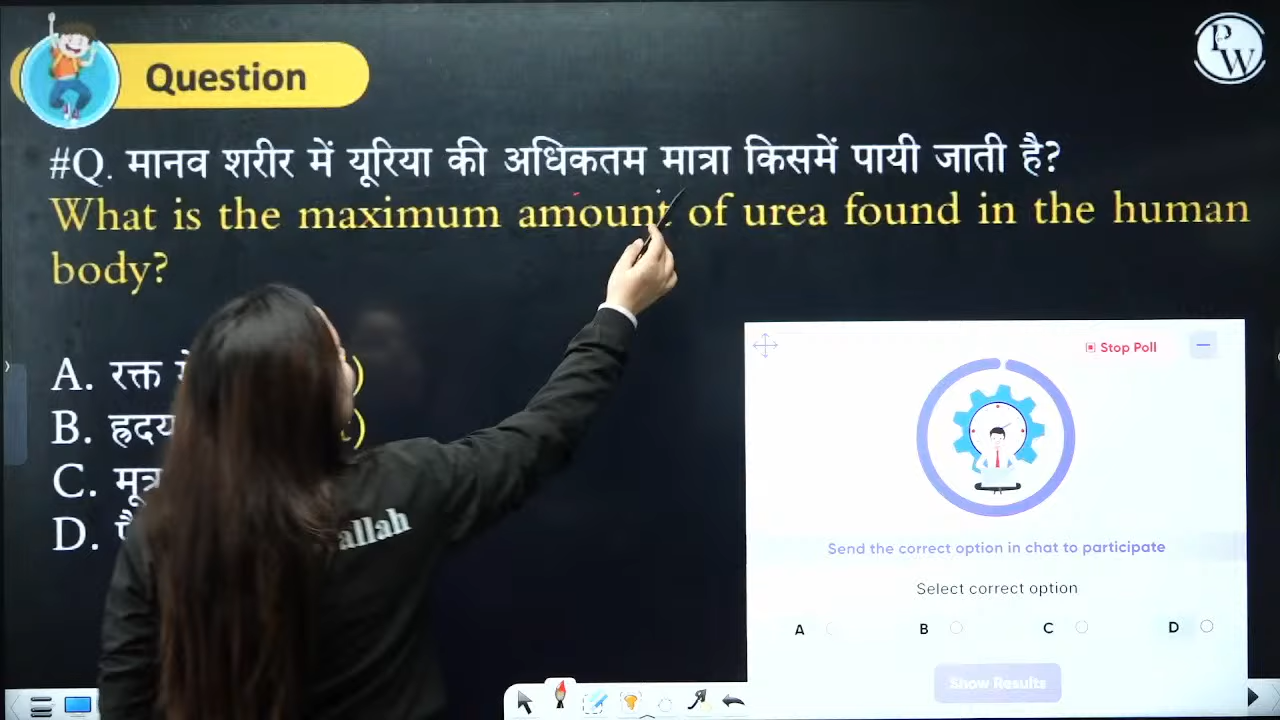 Question
PW
#Q. मानव शरीर में यूरिया की अधिकतम मात्रा किसमें पायी जाती है?
What is the maximum amount of urea found in the human
body?
A. रक्त )
B. )
C.
D.
allah
Stop Poll
Send the correct option in chat to participate
Select correct option
A B C D
Show Results